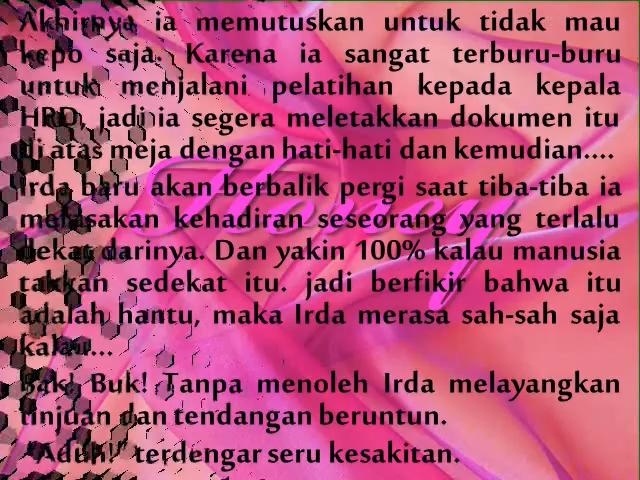 Akhirnya ia memutuskan untuk tidak mau
kepo saja. Karena ia sangat terburu-buru
untuk menjalani pelatihan kepada kepala
HRD, jadi ia segera meletakkan dokumen itu
di atas meja dengan hati-hati dan kemudian....
Irda baru akan berbalik pergi saat tiba-tiba ia
merasakan kehadiran seseorang yang terlalu
dekat darinya. Dan yakin 100% kalau manusia
takkan sedekat itu. jadi berfikir bahwa itu
adalah hantu, maka Irda merasa sah-sah saja
kalau...
Bak! Buk! Tanpa menoleh Irda melayangkan
tinjuan dan tendangan beruntun.
"Aduh!" terdengar seru kesakitan.
Honey